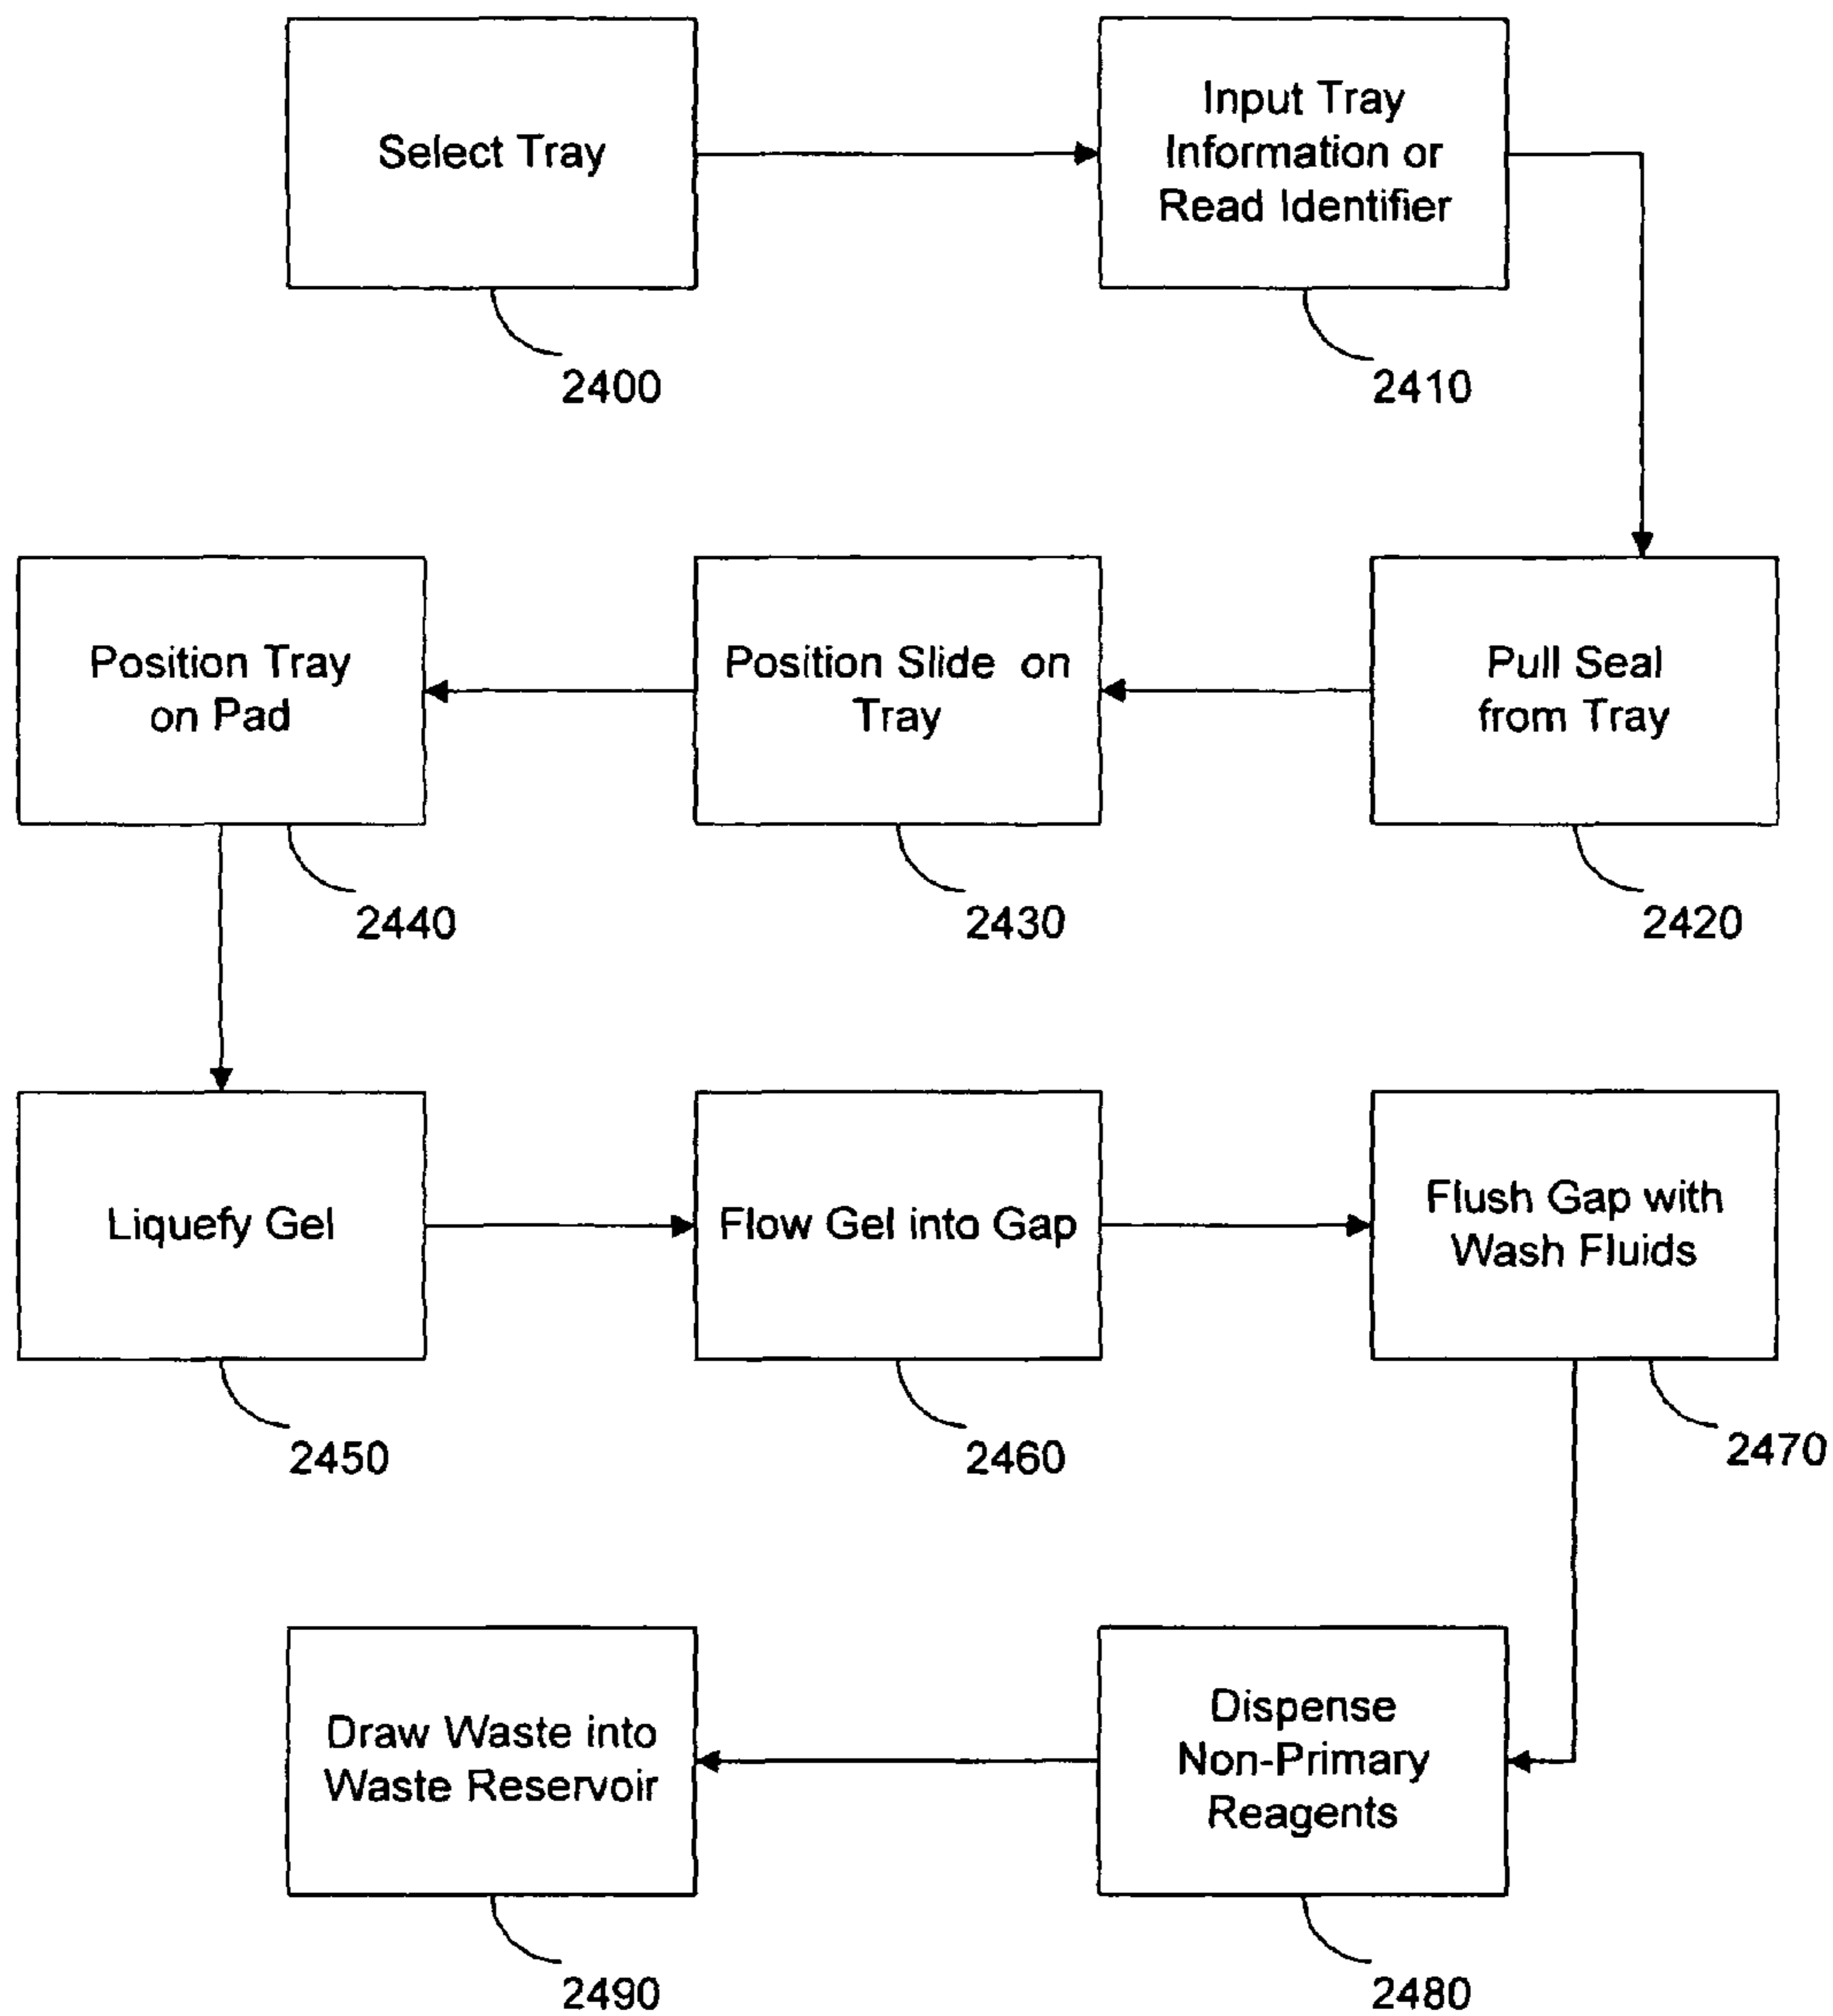 Select Tray
2400
Input Tray
Information or
Read Identifier
2410
Pull Seal
from Tray
2420
Position Slide on
Tray
2430
Position Tray
on Pad
2440
Liquefy Gel
2450
Flow Gel into Gap
2460
Flush Gap with
Wash Fluids
2470
Dispense
Non-Primary
Reagents
2480
Draw Waste into
Waste Reservoir
2490